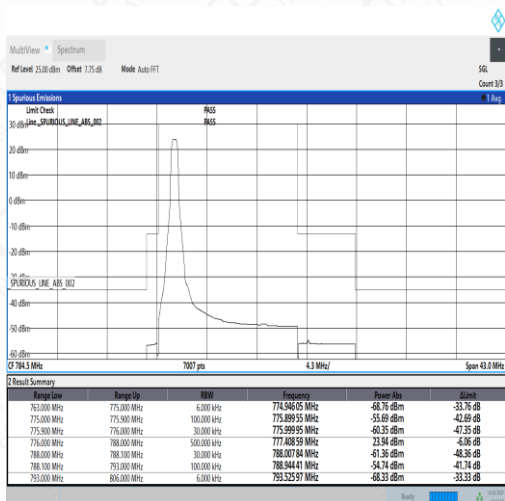 MultiView Spectrum
Ref Level 25.00 dBm Offset 7.75 dB Mode Auto FFT SGL
Count 3/3
1 Spurious Emissions 1 Avg
Limit Check PASS
30 dBm Line _SPURIOUS_LINE_ABS_002 PASS
20 dBm
10 dBm
0 dBm
-10 dBm
-20 dBm
-30 dBm
_SPURIOUS_LINE_ABS_002
-40 dBm
-50 dBm
-60 dBm
CF 784.5 MHz 7007 pts 4.3 MHz/ Span 43.0 MHz
2 Result Summary
Range Low Range Up RBW Frequency Power Abs ΔLimit
763.000 MHz 775.000 MHz 6.000 kHz 774.946 05 MHz -68.76 dBm -33.76 dB
775.000 MHz 775.900 MHz 100.000 kHz 775.899 55 MHz -55.69 dBm -42.69 dB
775.900 MHz 776.000 MHz 30.000 kHz 775.999 95 MHz -60.35 dBm -47.35 dB
776.000 MHz 788.000 MHz 500.000 kHz 777.408 59 MHz 23.94 dBm -6.06 dB
788.000 MHz 788.100 MHz 30.000 kHz 788.007 84 MHz -61.36 dBm -48.36 dB
788.100 MHz 793.000 MHz 100.000 kHz 788.944 41 MHz -54.74 dBm -41.74 dB
793.000 MHz 806.000 MHz 6.000 kHz 793.525 97 MHz -68.33 dBm -33.33 dB
Ready